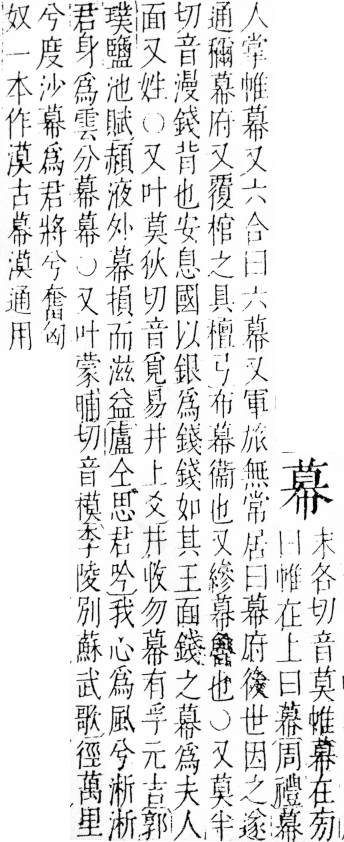 幕
末各切音莫帷幕在㫄
曰帷在上曰幕周禮幕
人掌帷幕又六合曰六幕又軍旅無常居曰幕府後世因之遂
通穪幕府又覆棺之具檀弓布幕衞也又縿幕魯也○又莫半
切音漫錢背也安息國以銀爲錢錢如其王面錢之幕爲夫人
面又姓○又叶莫狄切音覓易井上爻井收勿幕有孚元吉郭
璞鹽池賦頳液外幕損而滋益盧仝思君吟我心爲風兮淅淅
君身爲雲兮幕幕○又叶蒙晡切音模李陵別蘇武歌徑萬里
兮度沙幕爲君將兮奮匈
奴一本作漠古幕漠通用